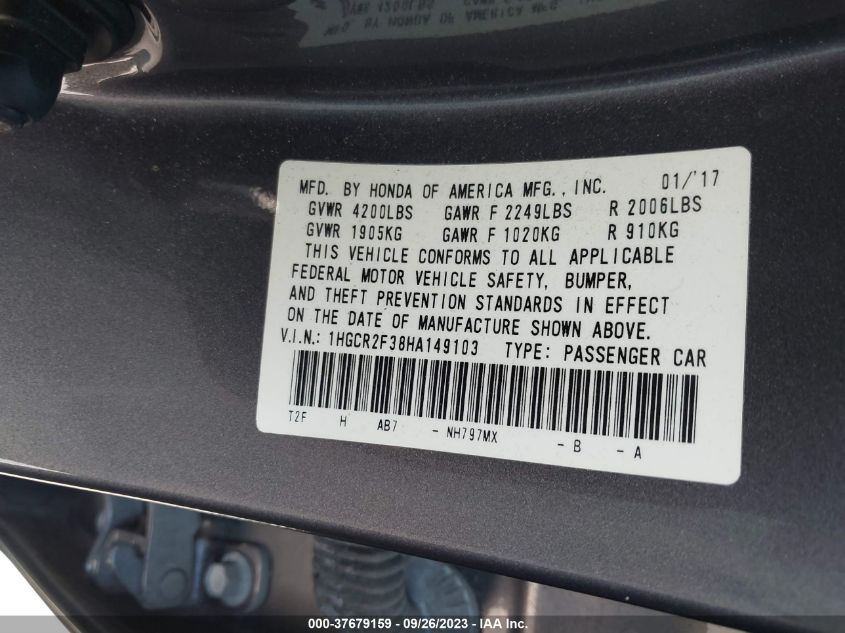 MFD. BY HONDA OF AMERICA MFG., INC. 01/'17
GVWR 4200LBS GAWR F 2249LBS R 2006LBS
GVWR 1905KG GAWR F 1020KG R 910KG
THIS VEHICLE CONFORMS TO ALL APPLICABLE
FEDERAL MOTOR VEHICLE SAFETY, BUMPER,
AND THEFT PREVENTION STANDARDS IN EFFECT
ON THE DATE OF MANUFACTURE SHOWN ABOVE.
V.I.N.: 1HGCR2F38HA149103 TYPE: PASSENGER CAR
T2F H AB7 - NH797MX - B - A
000-37679159 - 09/26/2023 - IAA Inc.